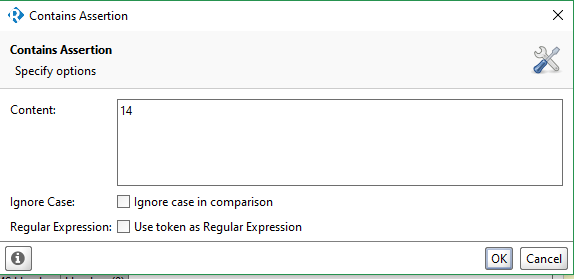 Contains Assertion
Contains Assertion
Specify options
Content:
14
Ignore Case:
Ignore case in comparison
Regular Expression:
Use token as Regular Expression
OK
Cancel